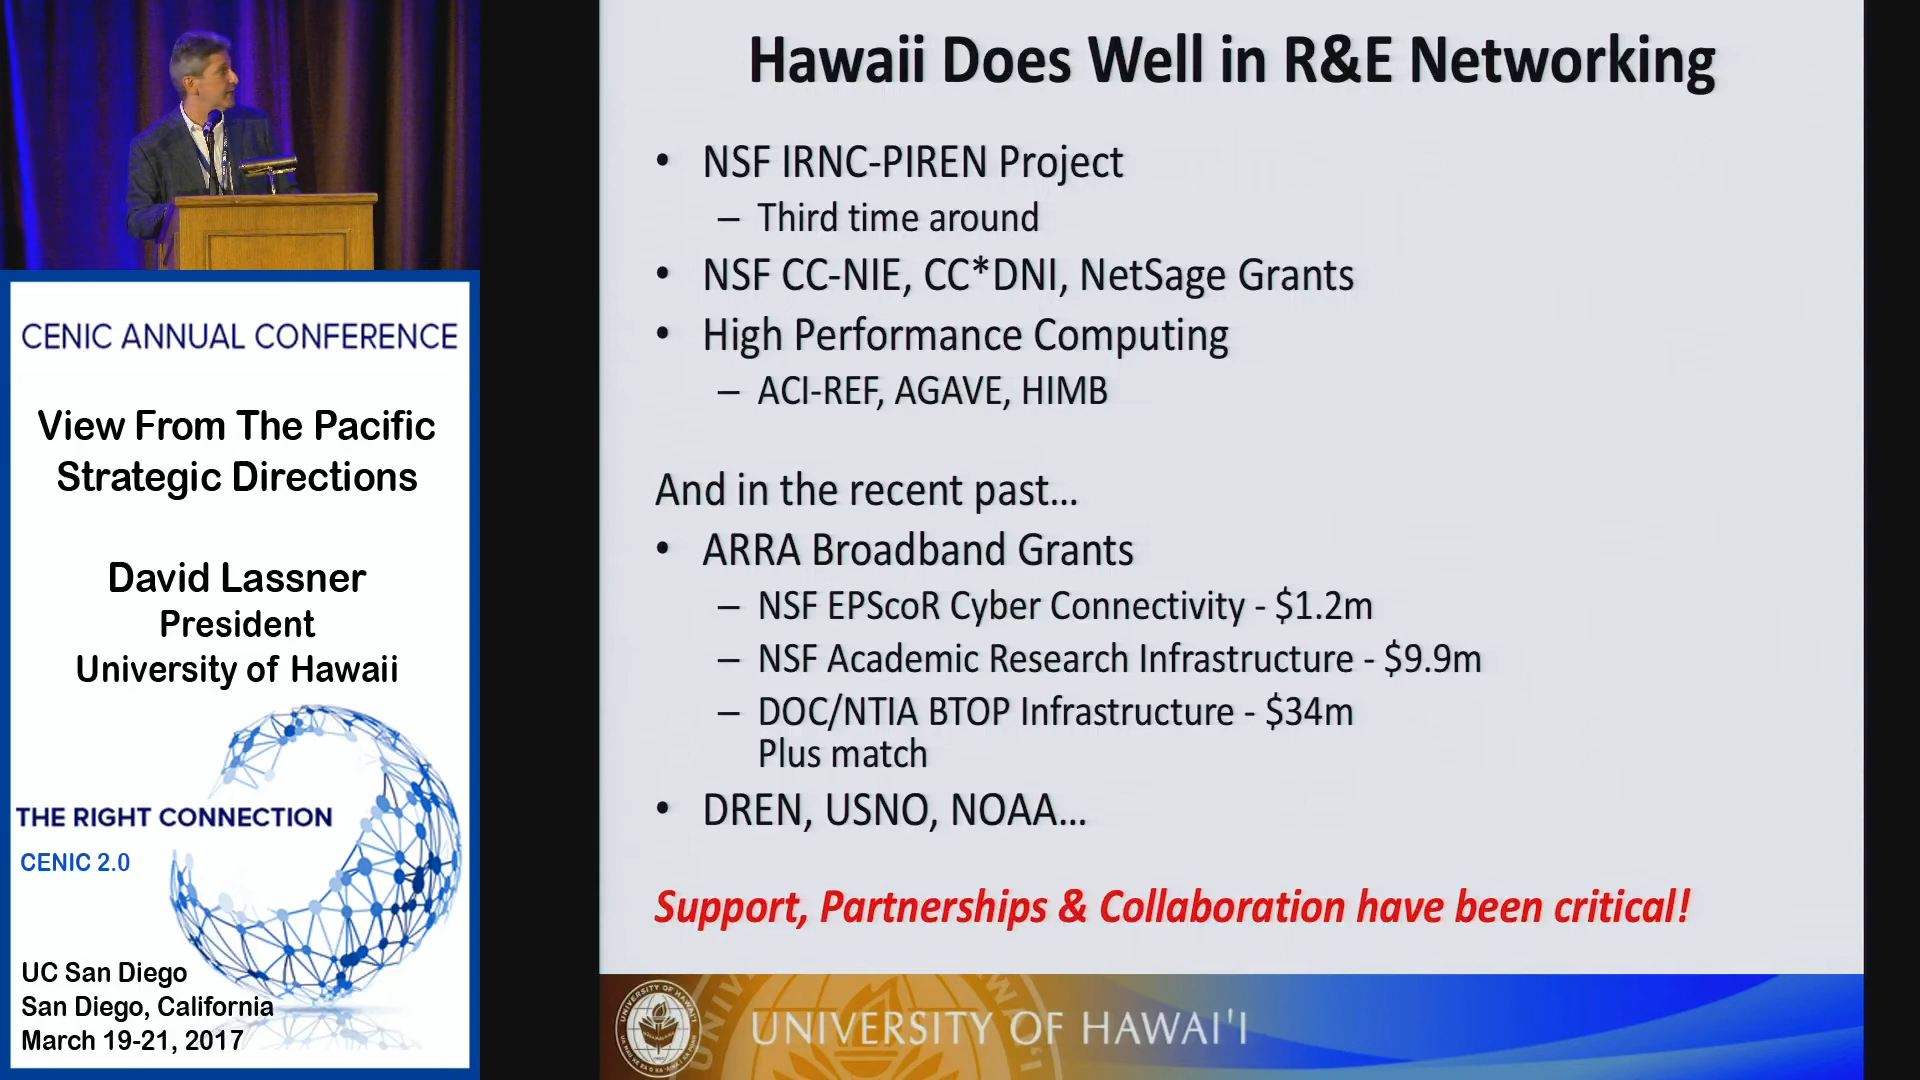 CENIC ANNUAL CONFERENCE
View From The Pacific
Strategic Directions
David Lassner
President
University of Hawaii
THE RIGHT CONNECTION
CENIC 2.0
UC San Diego
San Diego, California
March 19-21, 2017
Hawaii Does Well in R&E Networking
• NSF IRNC-PIREN Project
– Third time around
• NSF CC-NIE, CC*DNI, NetSage Grants
• High Performance Computing
– ACI-REF, AGAVE, HIMB
And in the recent past...
• ARRA Broadband Grants
– NSF EPScoR Cyber Connectivity - $1.2m
– NSF Academic Research Infrastructure - $9.9m
– DOC/NTIA BTOP Infrastructure - $34m
Plus match
• DREN, USNO, NOAA...
Support, Partnerships & Collaboration have been critical!
UNIVERSITY OF HAWAI'I